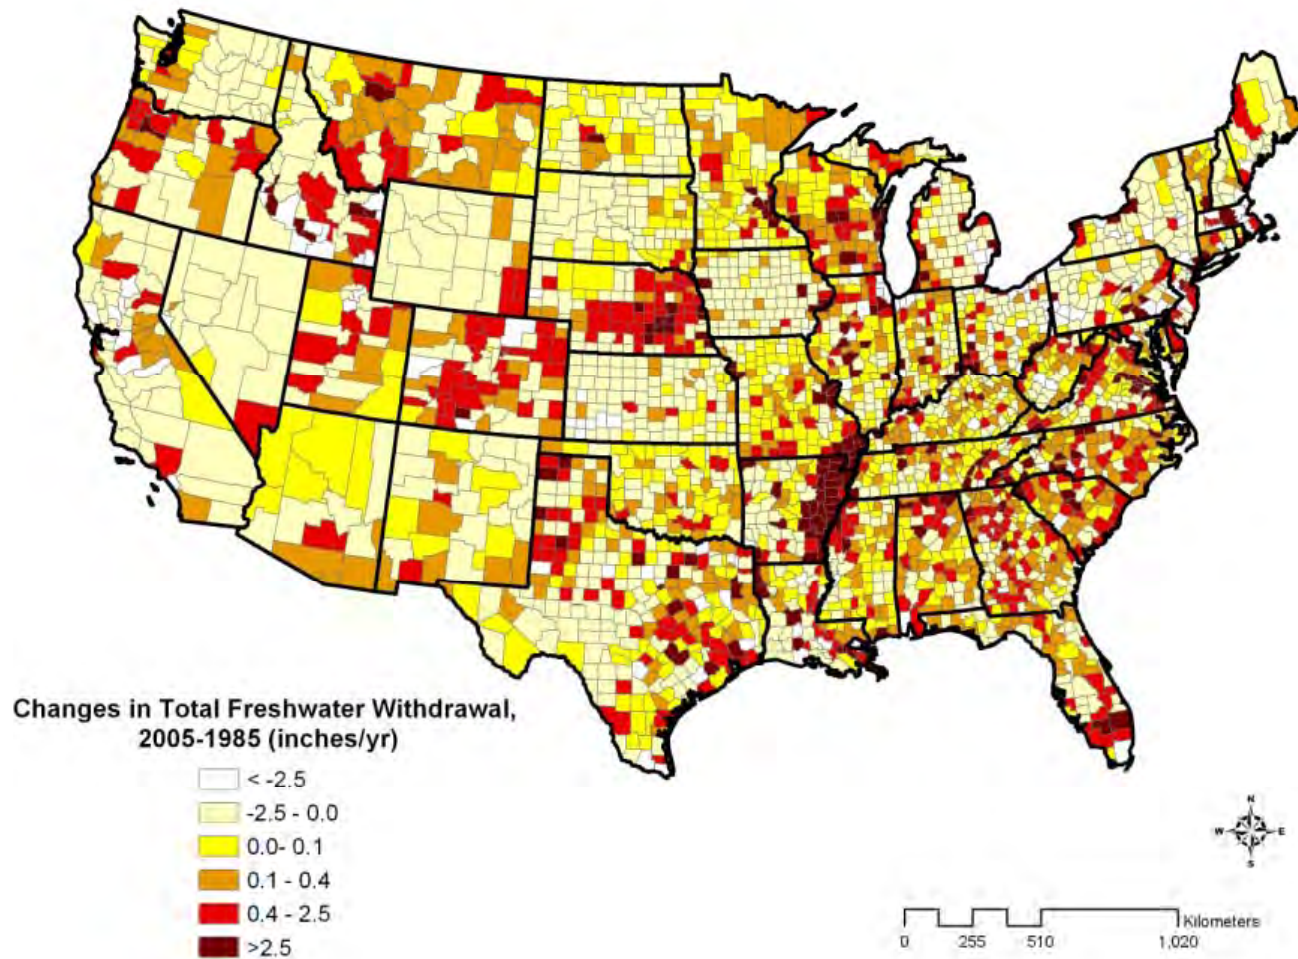 Changes in Total Freshwater Withdrawal,
2005-1985 (inches/yr)
< -2.5
-2.5 - 0.0
0.0- 0.1
0.1 - 0.4
0.4 - 2.5
>2.5
N
W E
S
Kilometers
0 255 510 1,020